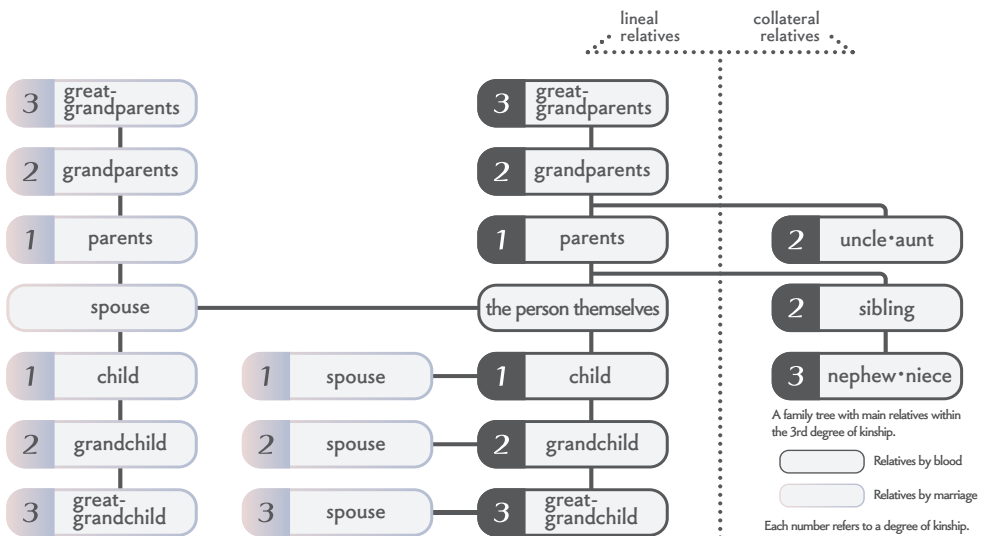 lineal
relatives
collateral
relatives
3 great-
grandparents
3 great-
grandparents
2 grandparents
2 grandparents
1 parents
1 parents
2 uncle・aunt
spouse
the person themselves
2 sibling
1 child
1 spouse
1 child
3 nephew・niece
2 grandchild
2 spouse
2 grandchild
3 great-
grandchild
3 spouse
3 great-
grandchild
A family tree with main relatives within
the 3rd degree of kinship.
Relatives by blood
Relatives by marriage
Each number refers to a degree of kinship.